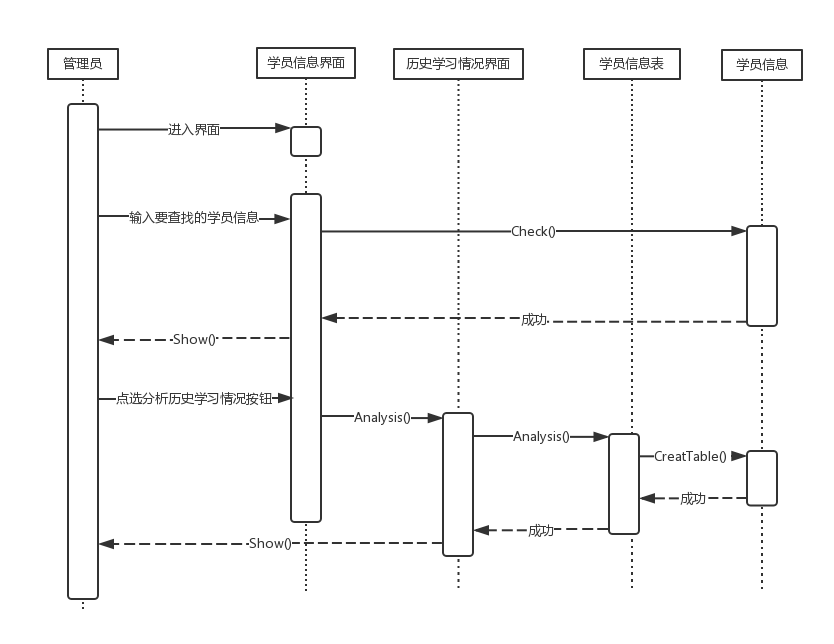 管理员
学员信息界面
历史学习情况界面
学员信息表
学员信息
进入界面
输入要查找的学员信息
Check()
成功
Show()
点选分析历史学习情况按钮
Analysis()
Analysis()
CreatTable()
成功
成功
Show()